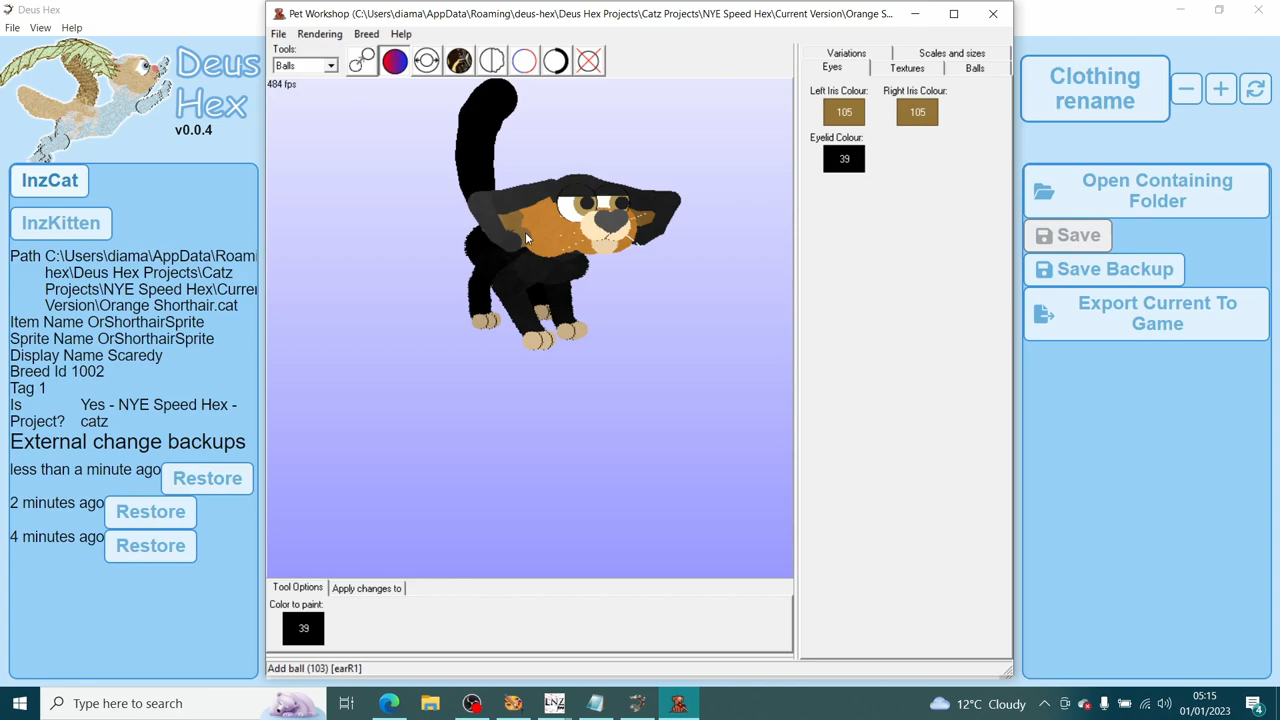 Deus Hex
File View Help
Deus
Hex
v0.0.4
InzCat
InzKitten
Path C:\Users\diama\AppData\Roami
hex\Deus Hex Projects\Catz
Projects\NYE Speed Hex\Curre
Version\Orange Shorthair.cat
Item Name OrShorthairSprite
Sprite Name OrShorthairSprite
Display Name Scaredy
Breed Id 1002
Tag 1
Is Yes - NYE Speed Hex -
Project? catz
External change backups
less than a minute ago Restore
2 minutes ago Restore
4 minutes ago Restore
Pet Workshop (C:\Users\diama\AppData\Roaming\deus-hex\Deus Hex Projects\Catz Projects\NYE Speed Hex\Current Version\Orange S...
File Rendering Breed Help
Tools:
Balls
484 fps
Variations Scales and sizes
Eyes Textures Balls
Left Iris Colour: Right Iris Colour:
105 105
Eyelid Colour:
39
Tool Options Apply changes to
Color to paint:
39
Add ball (103) [earR1]
Clothing
rename
Open Containing
Folder
Save
Save Backup
Export Current To
Game
Type here to search
12°C Cloudy
05:15
01/01/2023
4